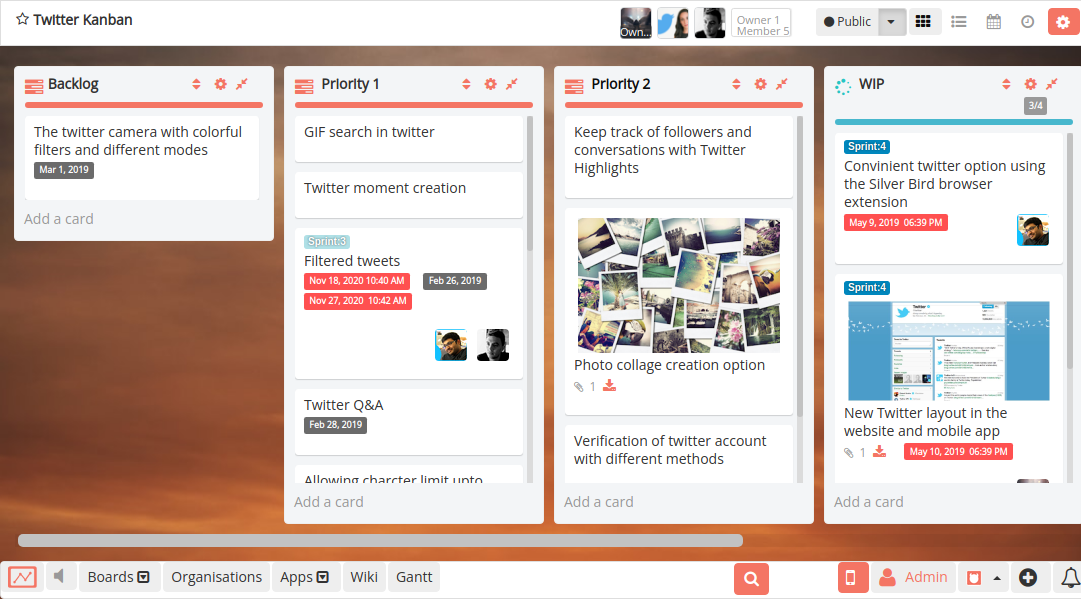 Twitter Kanban
Own...
Owner 1
Member 5
Public
Backlog
The twitter camera with colorful
filters and different modes
Mar 1, 2019
Add a card
Priority 1
GIF search in twitter
Twitter moment creation
Sprint:3
Filtered tweets
Nov 18, 2020 10:40 AM
Feb 26, 2019
Nov 27, 2020 10:42 AM
Twitter Q&A
Feb 28, 2019
Allowing charcter limit upto
Add a card
Priority 2
Keep track of followers and
conversations with Twitter
Highlights
Photo collage creation option
1
Verification of twitter account
with different methods
Add a card
WIP
3/4
Sprint:4
Convinient twitter option using
the Silver Bird browser
extension
May 9, 2019 06:39 PM
Sprint:4
Twitter
New Twitter layout in the
website and mobile app
1
May 10, 2019 06:39 PM
Add a card
Boards
Organisations
Apps
Wiki
Gantt
Admin